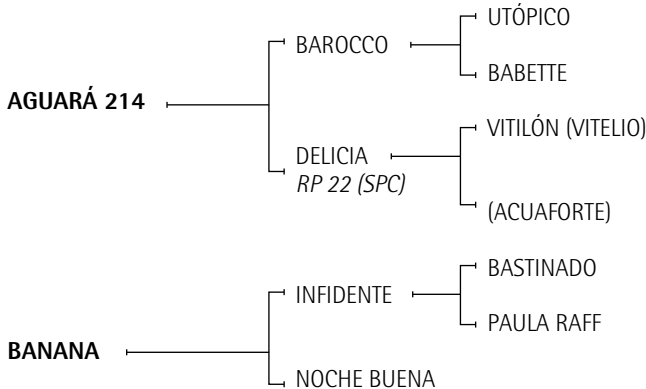 UTÓPICO
BAROCCO
BABETTE
AGUARÁ 214
VITILÓN (VITELIO)
DELICIA
RP 22 (SPC)
(ACUAFORTE)
BASTINADO
INFIDENTE
PAULA RAFF
BANANA
NOCHE BUENA